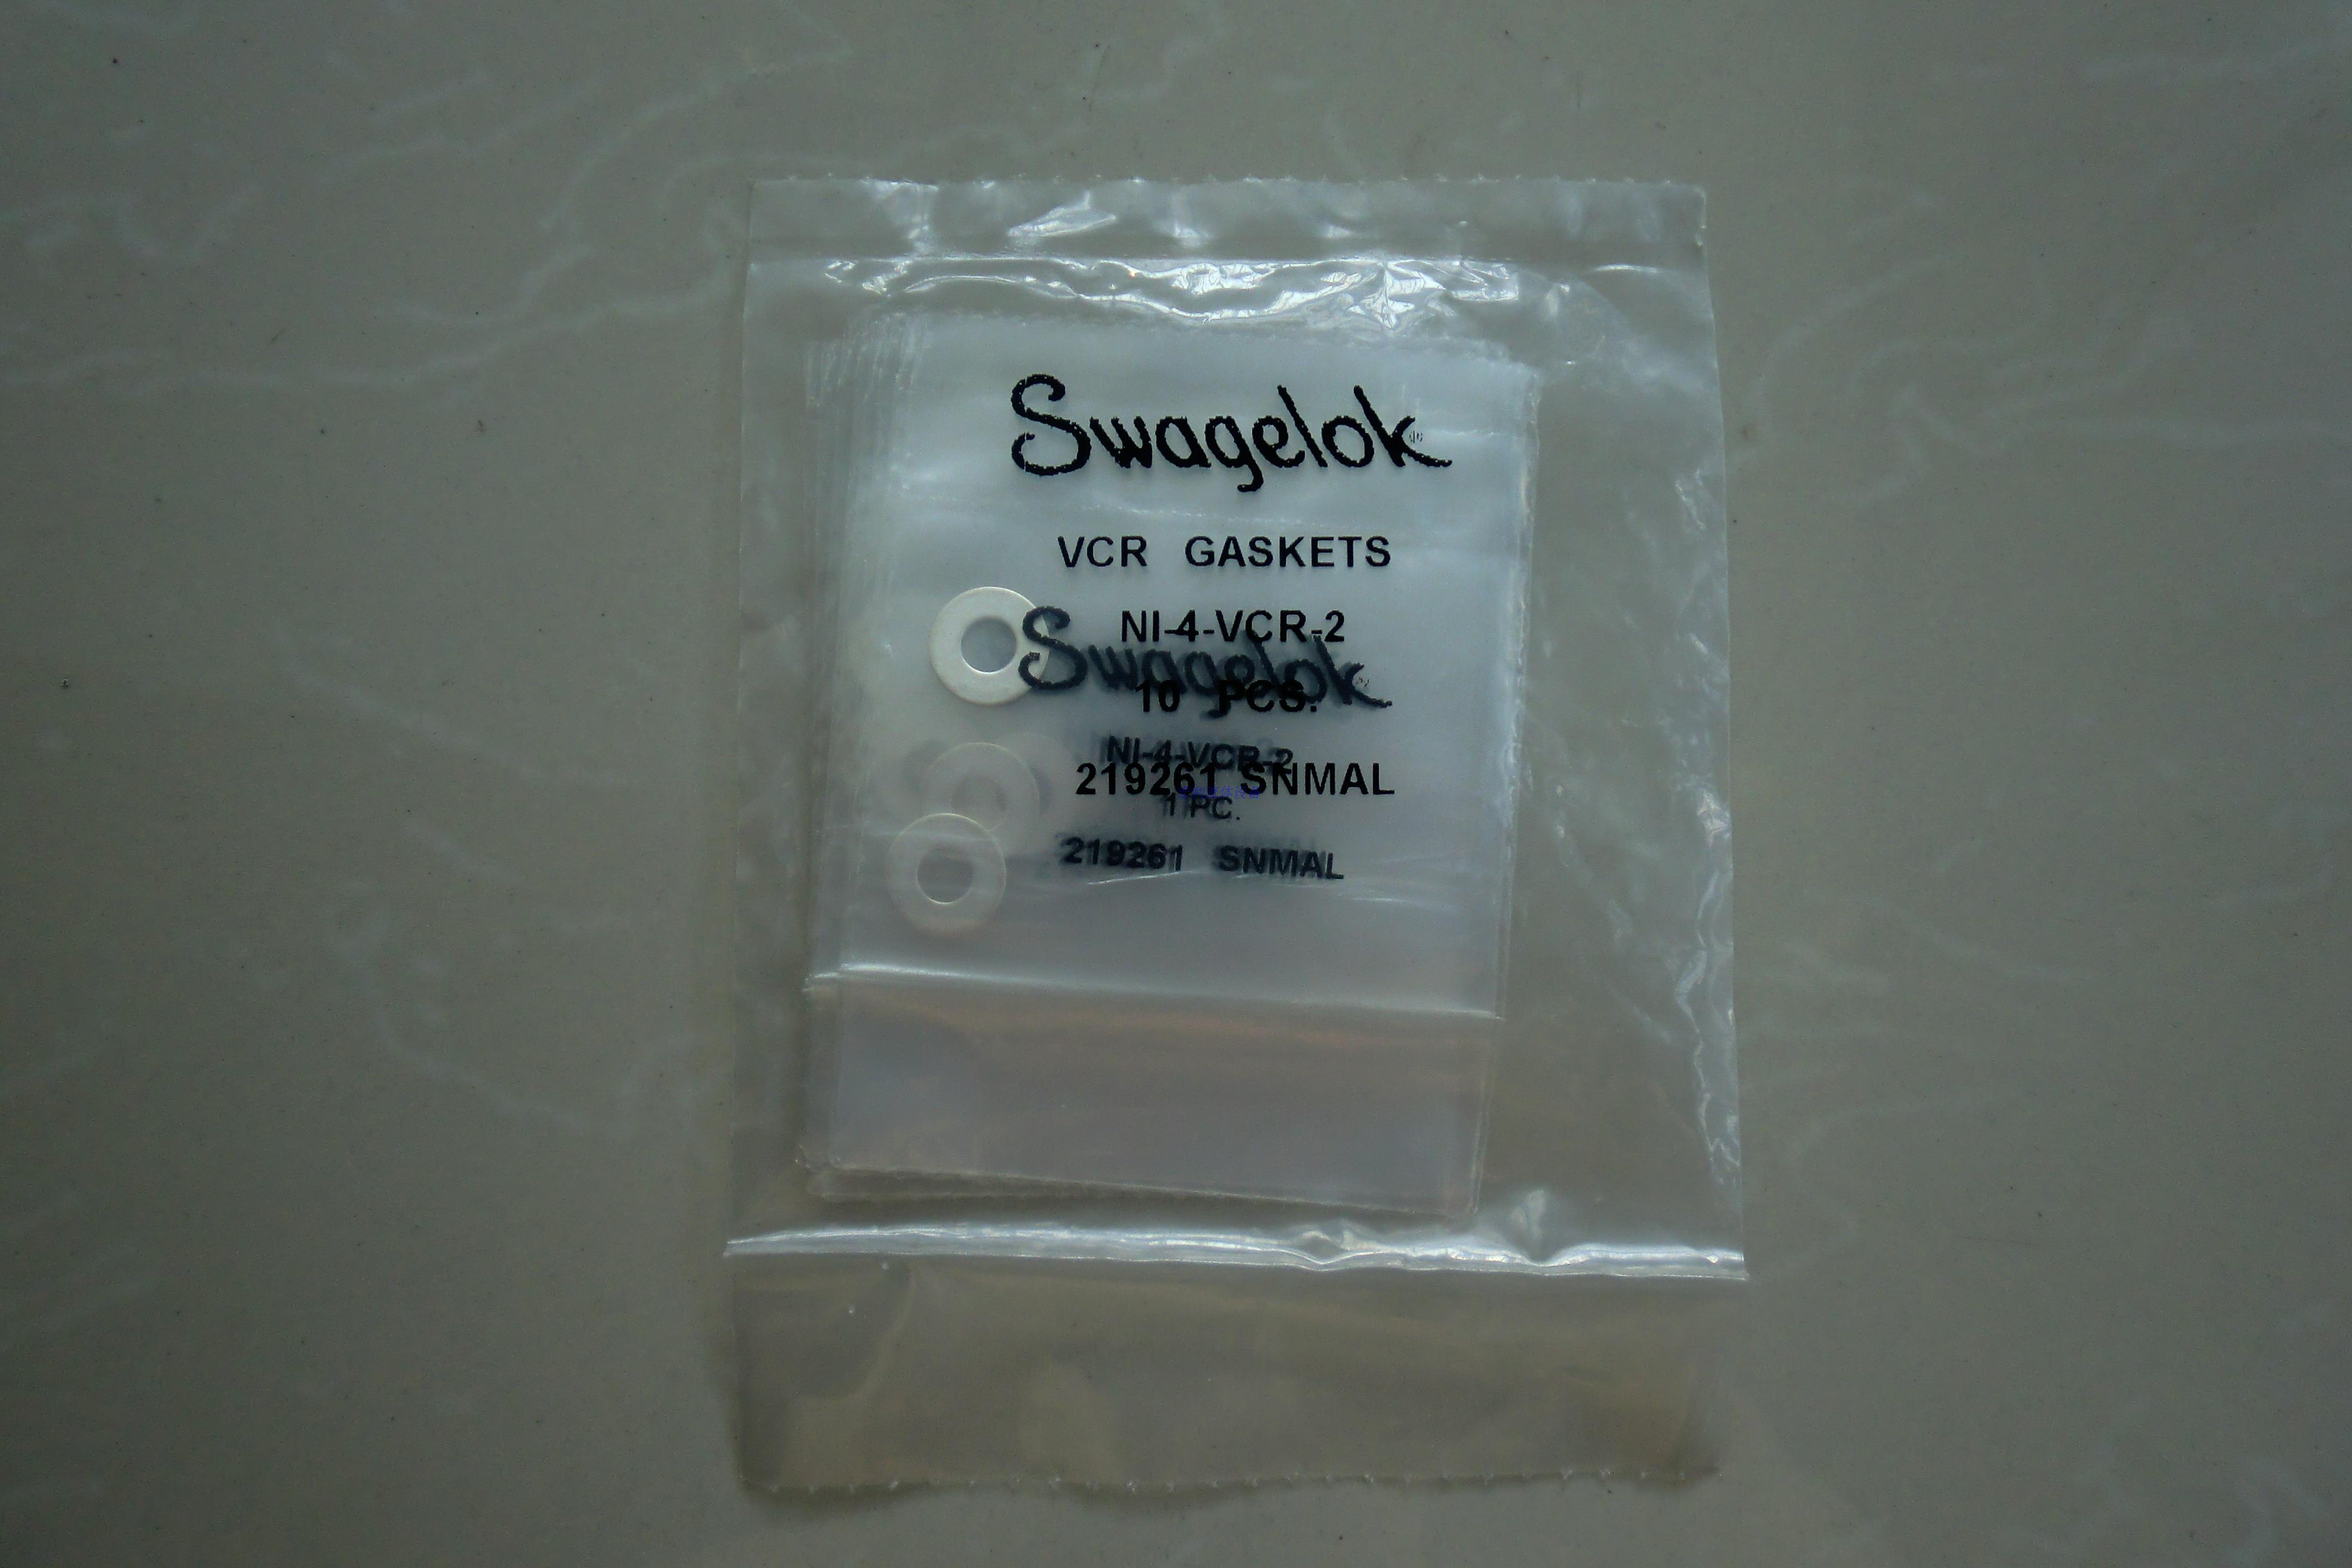 Swagelok
VCR GASKETS
NI-4-VCR-2
Swagelok
10 PCS.
NI-4-VCR-2
219261 SNMAL
1 PC.
219261 SNMAL